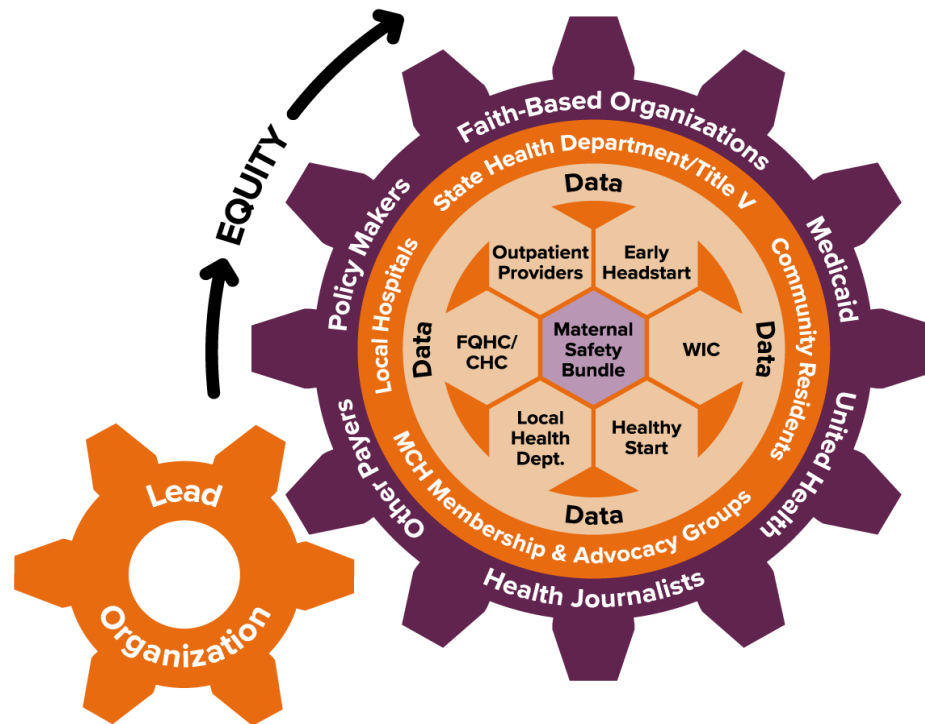 EQUITY
Faith-Based Organizations
Policy Makers
Medicaid
Other Payers
United Health
Health Journalists
State Health Department/Title V
Local Hospitals
Community Residents
MCH Membership & Advocacy Groups
Data
Data
Data
Data
Outpatient
Providers
Early
Headstart
FQHC/
CHC
Maternal
Safety
Bundle
WIC
Local
Health
Dept.
Healthy
Start
Lead
Organization